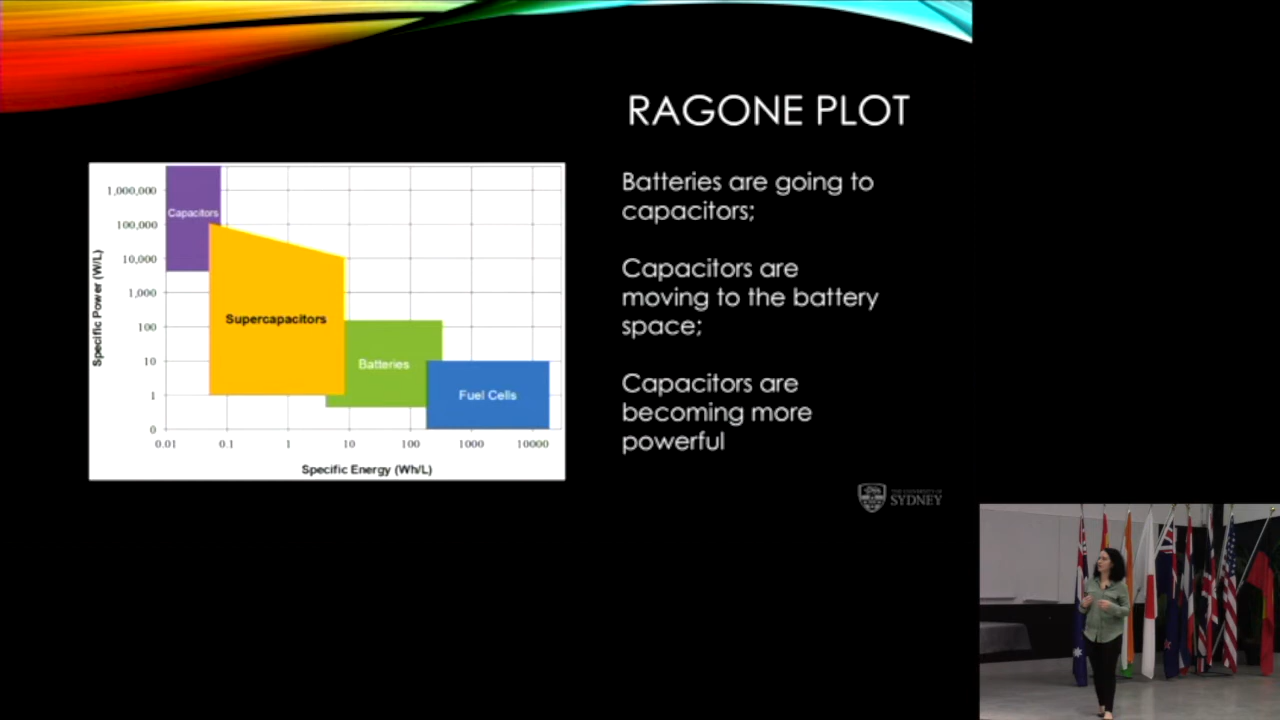 RAGONE PLOT
Batteries are going to
capacitors;
Capacitors are
moving to the battery
space;
Capacitors are
becoming more
powerful
Specific Power (W/L)
1,000,000
100,000
10,000
1,000
100
10
1
0
Capacitors
Supercapacitors
Batteries
Fuel Cells
0.01
0.1
1
10
100
1000
10000
Specific Energy (Wh/L)
THE UNIVERSITY OF
SYDNEY